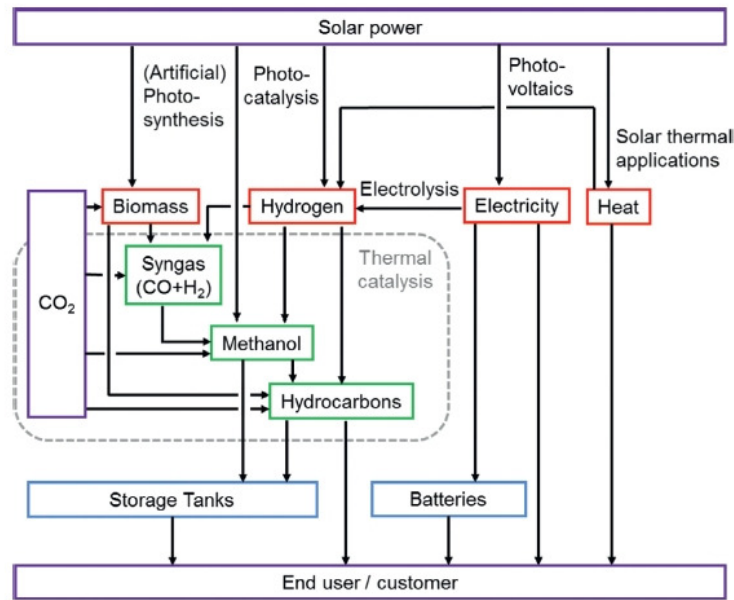 Solar power
(Artificial)
Photo-
synthesis
Photo-
catalysis
Photo-
voltaics
Solar thermal
applications
Electrolysis
Biomass
Hydrogen
Electricity
Heat
CO₂
Syngas
(CO+H₂)
Thermal
catalysis
Methanol
Hydrocarbons
Storage Tanks
Batteries
End user / customer